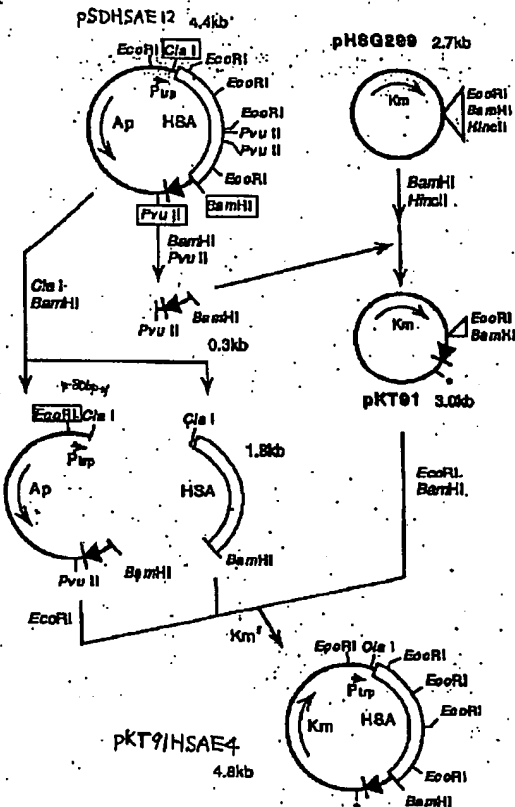 pSDHSAE12 4.4kb
EcoRI ClaI EcoRI
Ptrp
EcoRI
Ap HSA
EcoRI
PvuII
PvuII
EcoRI
PvuII BamHI
BamHI
PvuII
PvuII BamHI
0.3kb
pHSG299 2.7kb
Km
EcoRI
BamHI
HincII
BamHI
HincII
Km
EcoRI
BamHI
pKT91 3.0kb
ClaI-
BamHI
EcoRI ClaI
Ptrp
Ap
PvuII BamHI
ClaI
1.8kb
HSA
BamHI
EcoRI-
BamHI
EcoRI
Kmr
EcoRI ClaI EcoRI
Ptrp
EcoRI
Km HSA
EcoRI
EcoRI
BamHI
pKT91HSAE4
4.8kb